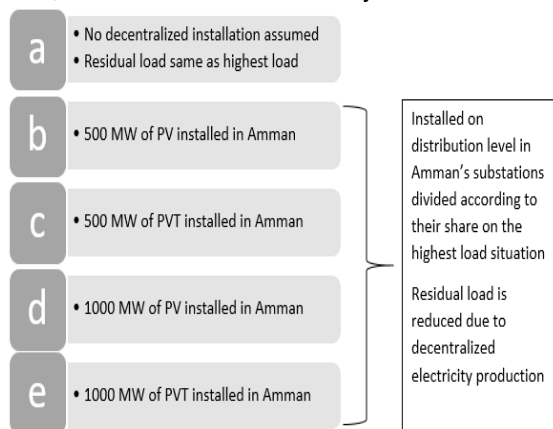 a
• No decentralized installation assumed
• Residual load same as highest load
b
• 500 MW of PV installed in Amman
c
• 500 MW of PVT installed in Amman
d
• 1000 MW of PV installed in Amman
e
• 1000 MW of PVT installed in Amman
Installed on
distribution level in
Amman's substations
divided according to
their share on the
highest load situation
Residual load is
reduced due to
decentralized
electricity production